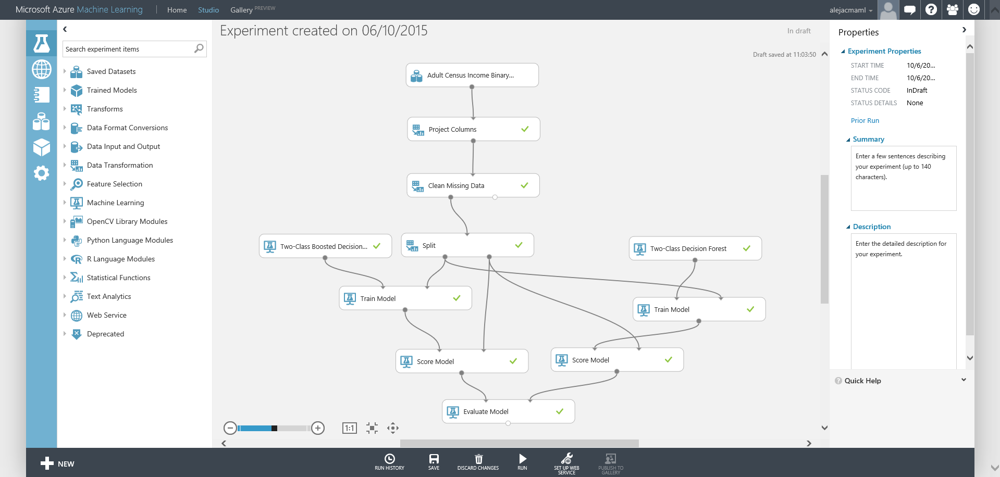 Microsoft Azure Machine Learning
Home
Studio
Gallery PREVIEW
alejacmaml
Search experiment items
Saved Datasets
Trained Models
Transforms
Data Format Conversions
Data Input and Output
Data Transformation
Feature Selection
Machine Learning
OpenCV Library Modules
Python Language Modules
R Language Modules
Statistical Functions
Text Analytics
Web Service
Deprecated
Experiment created on 06/10/2015
In draft
Draft saved at 11:03:50
Adult Census Income Binary...
Project Columns
Clean Missing Data
Two-Class Boosted Decision...
Split
Two-Class Decision Forest
Train Model
Train Model
Score Model
Score Model
Evaluate Model
1:1
Properties
Experiment Properties
START TIME 10/6/20...
END TIME 10/6/20...
STATUS CODE InDraft
STATUS DETAILS None
Prior Run
Summary
Enter a few sentences describing
your experiment (up to 140
characters).
Description
Enter the detailed description for
your experiment.
Quick Help
NEW
RUN HISTORY
SAVE
DISCARD CHANGES
RUN
SET UP WEB
SERVICE
PUBLISH TO
GALLERY